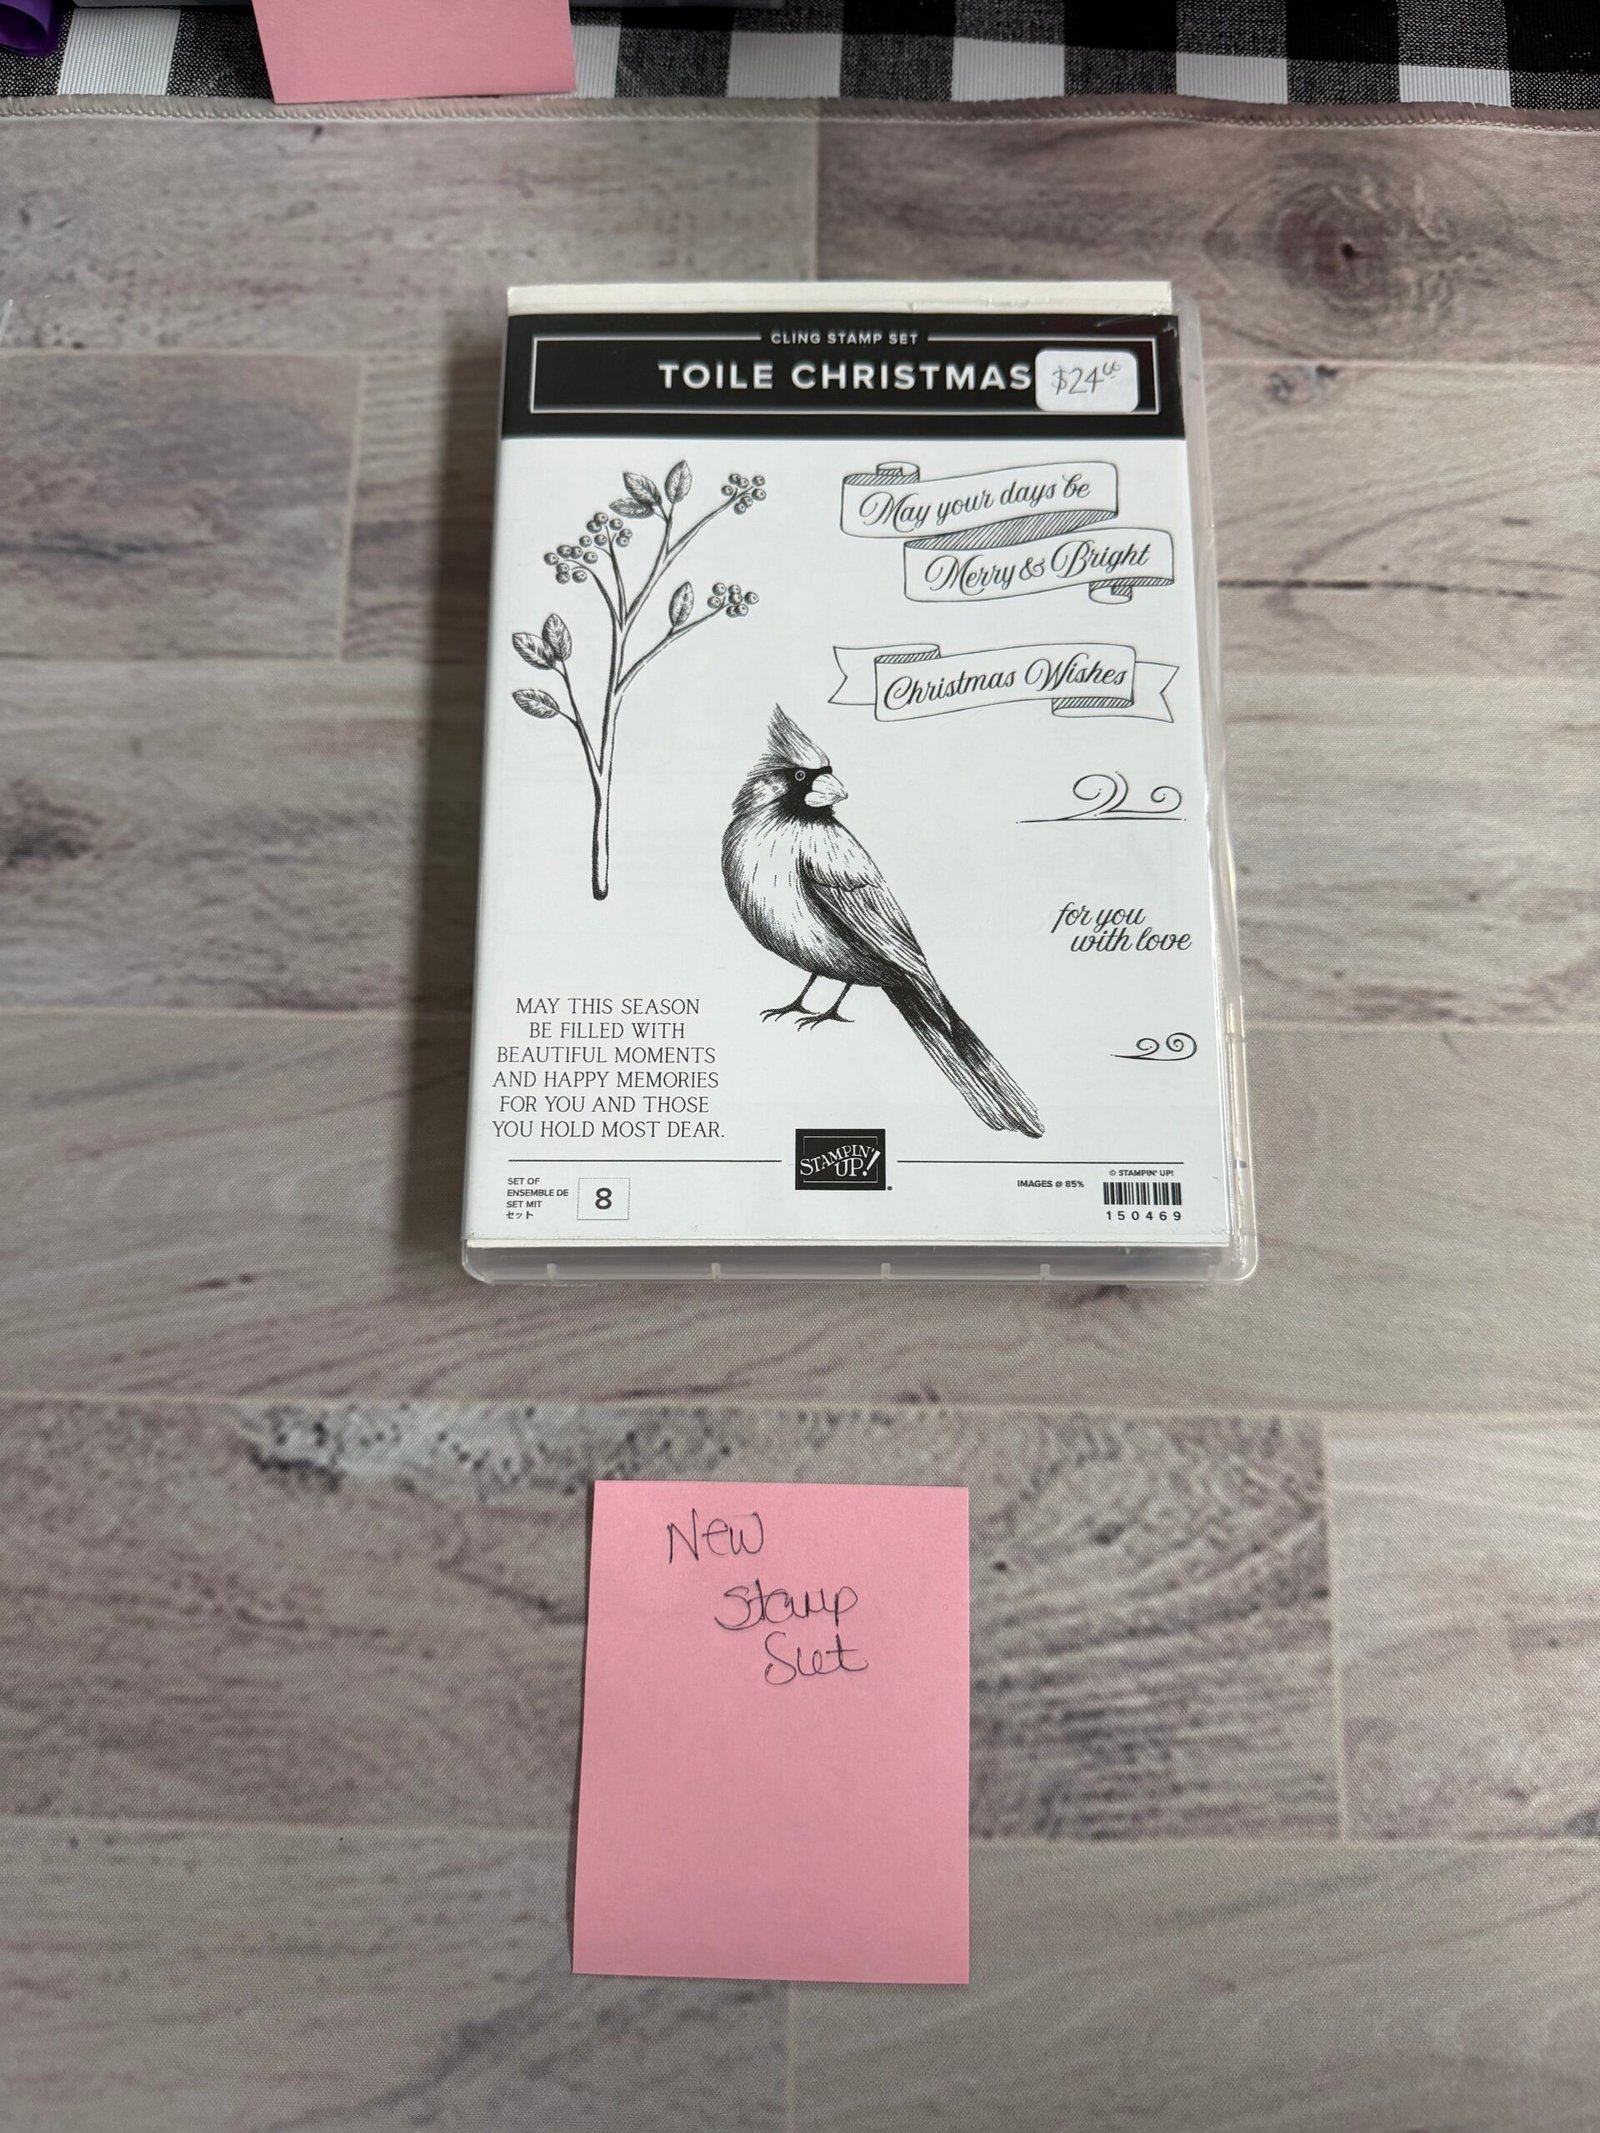 CLING STAMP SET
TOILE CHRISTMAS
$24.00
May your days be
Merry & Bright
Christmas Wishes
for you
with love
MAY THIS SEASON
BE FILLED WITH
BEAUTIFUL MOMENTS
AND HAPPY MEMORIES
FOR YOU AND THOSE
YOU HOLD MOST DEAR.
SET OF
ENSEMBLE DE
SET MIT
セット
8
STAMPIN'
UP!
IMAGES @ 85%
© STAMPIN' UP!
150469
New
Stamp
Set